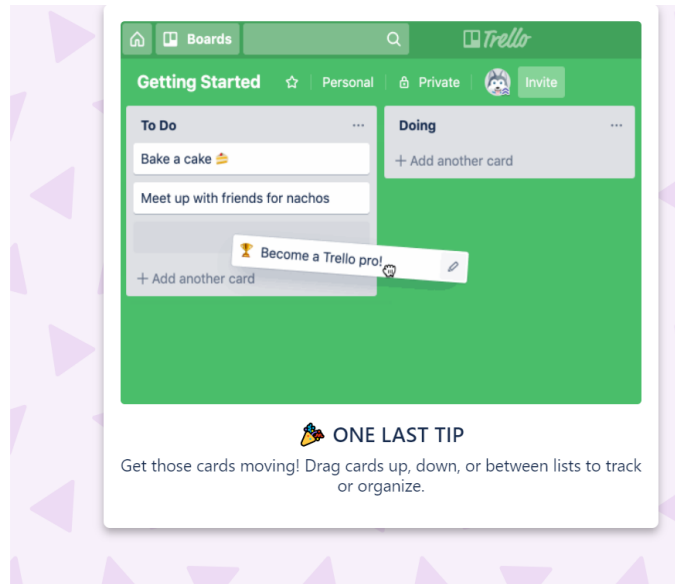 Boards
Trello
Getting Started
Personal
Private
Invite
To Do
Doing
Bake a cake
+ Add another card
Meet up with friends for nachos
Become a Trello pro!
+ Add another card
ONE LAST TIP
Get those cards moving! Drag cards up, down, or between lists to track
or organize.